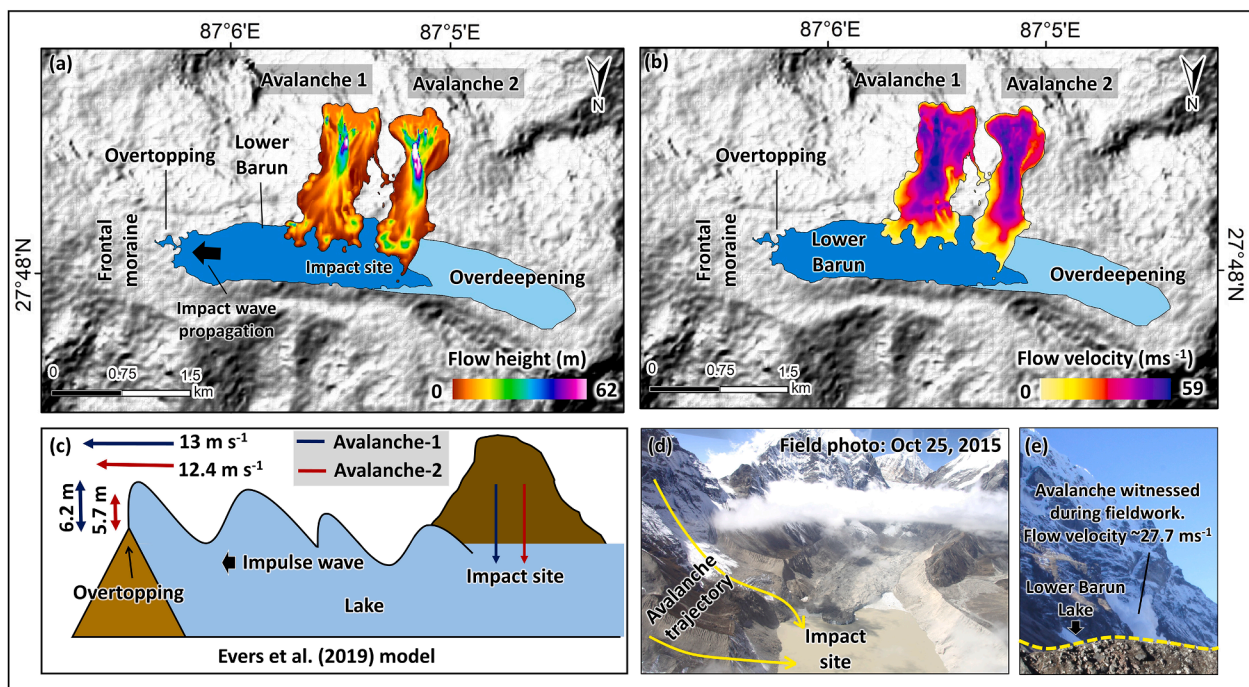 87°6'E
87°5'E
87°6'E
87°5'E
(a)
Avalanche 1
Avalanche 2
N
Lower
Barun
Overtopping
Frontal
moraine
Impact site
Overdeepening
Impact wave
propagation
27°48'N
Flow height (m)
0
62
0
0.75
1.5
km
(b)
Avalanche 1
Avalanche 2
N
Overtopping
Frontal
moraine
Lower
Barun
Overdeepening
27°48'N
Flow velocity (ms⁻¹)
0
59
0
0.75
1.5
km
(c)
13 m s⁻¹
12.4 m s⁻¹
Avalanche-1
Avalanche-2
6.2 m
5.7 m
Impulse wave
Impact site
Overtopping
Lake
Evers et al. (2019) model
(d)
Field photo: Oct 25, 2015
Avalanche
trajectory
Impact
site
(e)
Avalanche witnessed
during fieldwork.
Flow velocity ~27.7 ms⁻¹
Lower Barun
Lake